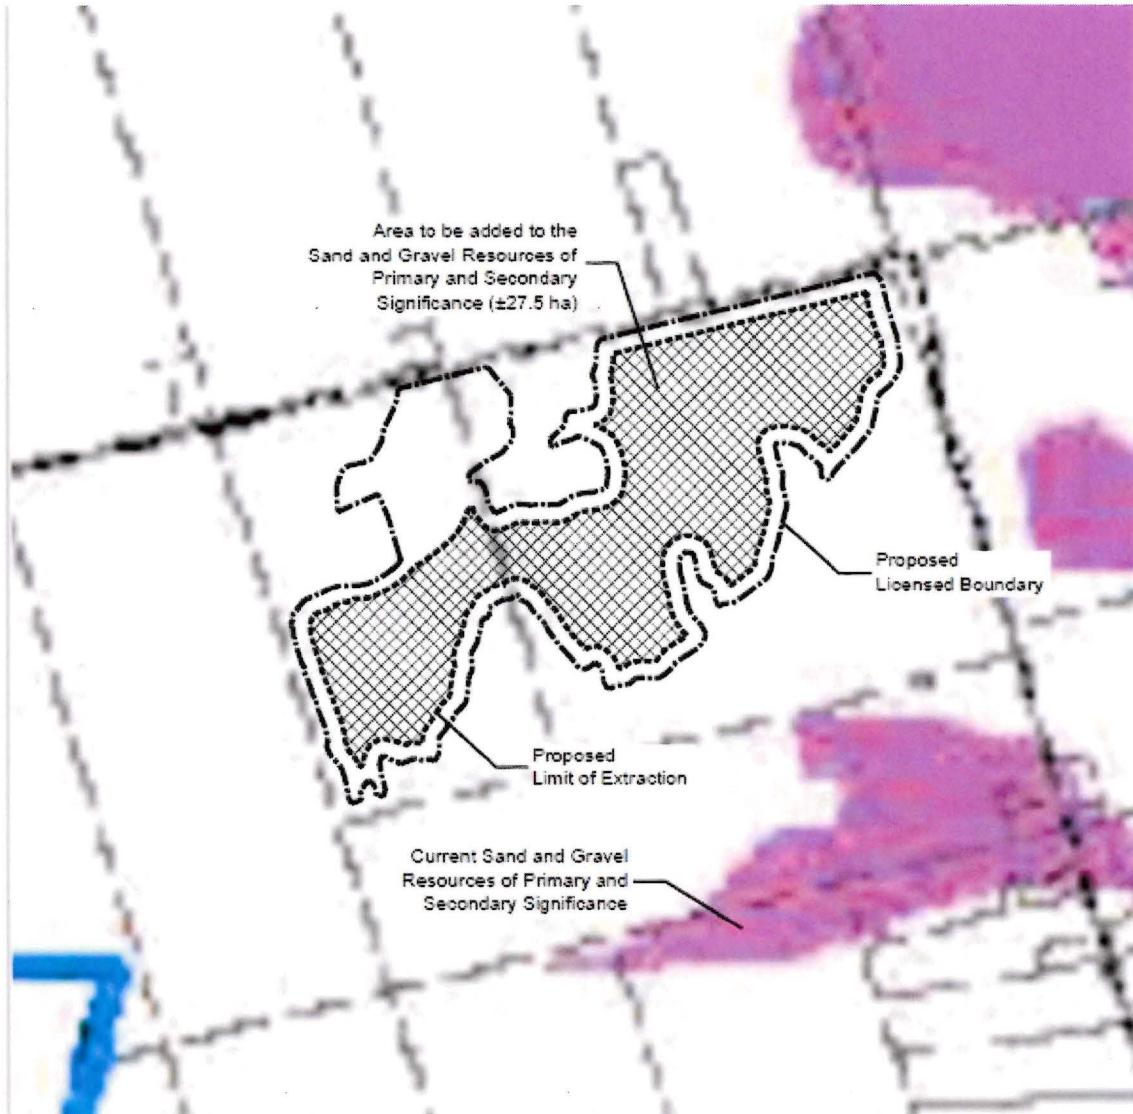 Area to be added to the
Sand and Gravel Resources of
Primary and Secondary
Significance (±27.5 ha)
Proposed
Licensed Boundary
Proposed
Limit of Extraction
Current Sand and Gravel
Resources of Primary and
Secondary Significance
7